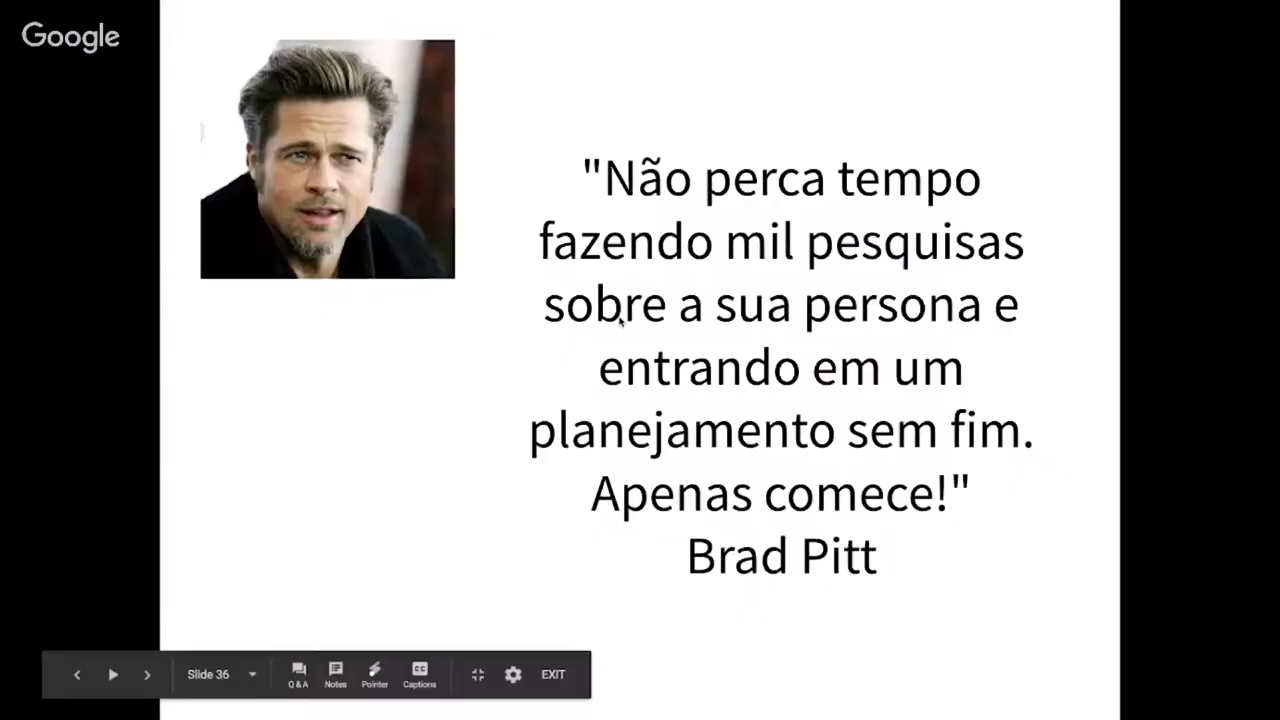 Google
"Não perca tempo
fazendo mil pesquisas
sobre a sua persona e
entrando em um
planejamento sem fim.
Apenas comece!"
Brad Pitt
Slide 36
Q & A Notes Pointer Captions EXIT